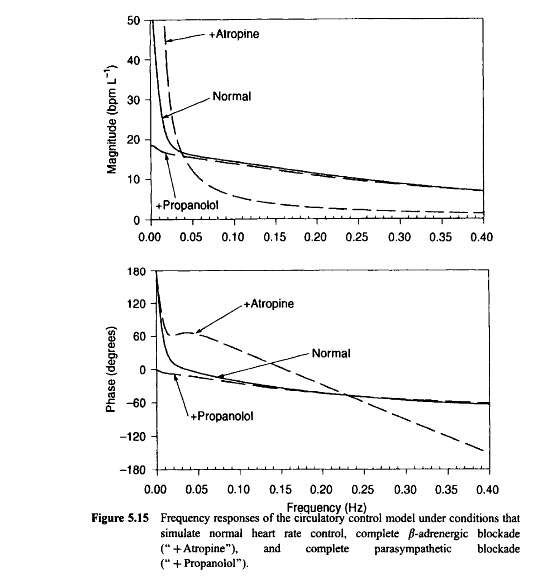 50
+Atropine
40
30
Normal
20
10
+Propanolol
0
Magnitude (bpm L⁻¹)
0.00 0.05 0.10 0.15 0.20 0.25 0.30 0.35 0.40
180
120
+Atropine
60
Normal
0
-60
+Propanolol
-120
-180
Phase (degrees)
0.00 0.05 0.10 0.15 0.20 0.25 0.30 0.35 0.40
Frequency (Hz)
Figure 5.15 Frequency responses of the circulatory control model under conditions that
simulate normal heart rate control, complete β-adrenergic blockade
(“ + Atropine”), and complete parasympathetic blockade
(“ + Propanolol”).